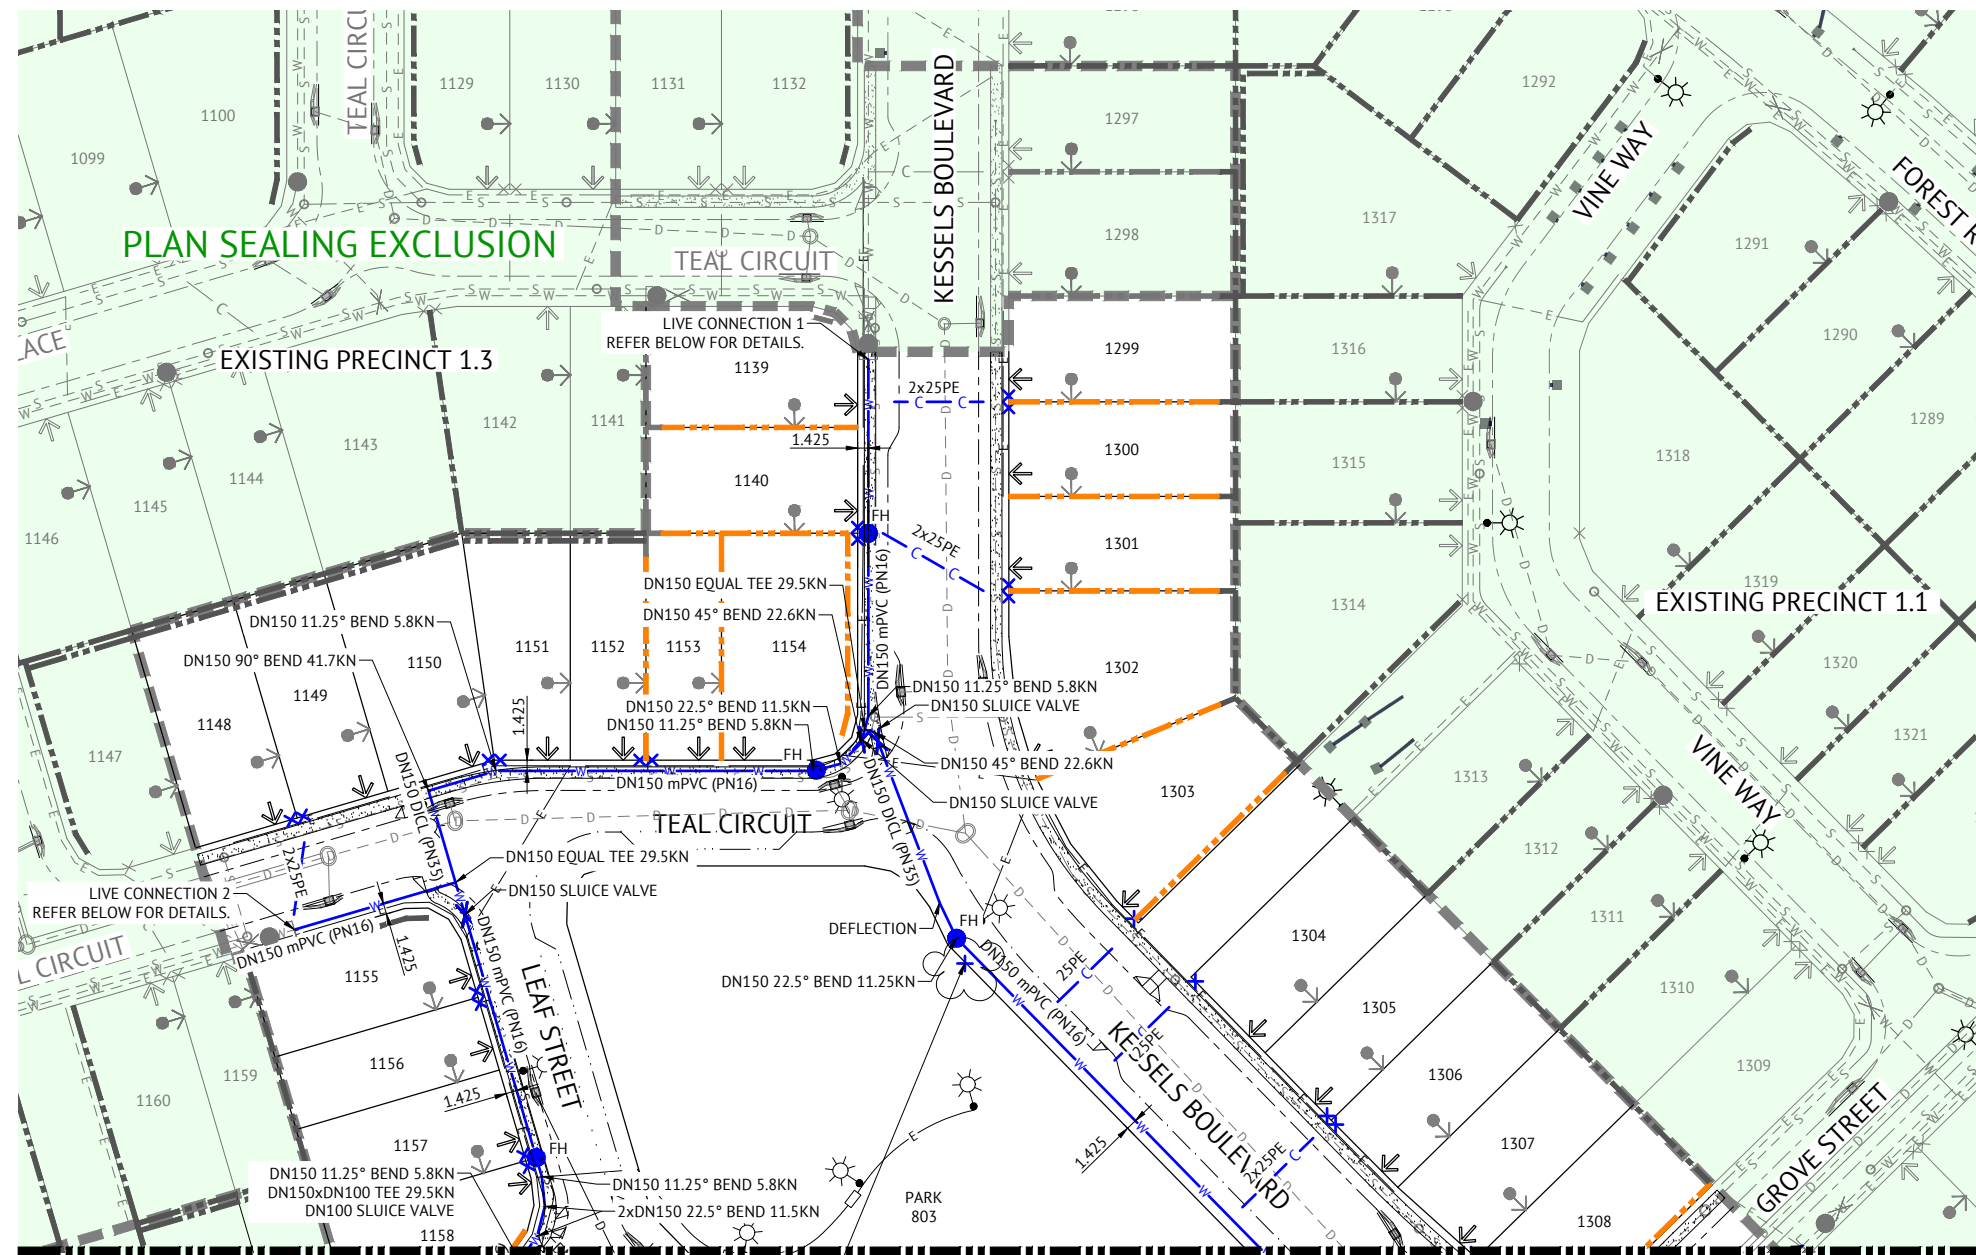 TEAL CIRCU
1100
1099
1129
1130
1131
1132
KESSELS BOULEVARD
1297
1298
1292
VINE WAY
FOREST R
1317
1291
PLAN SEALING EXCLUSION
TEAL CIRCUIT
LACE
EXISTING PRECINCT 1.3
LIVE CONNECTION 1
REFER BELOW FOR DETAILS.
1139
1299
1316
1290
1289
2x25PE
1.425
1146
1145
1144
1143
1142
1141
1140
1300
1315
1318
FH
2x25PE
1301
DN150 mPVC (PN16)
DN150 EQUAL TEE 29.5KN
DN150 45° BEND 22.6KN
1314
1319
EXISTING PRECINCT 1.1
DN150 11.25° BEND 5.8KN
DN150 90° BEND 41.7KN
1147
1148
1149
1150
1151
1152
1153
1154
1302
1320
1321
DN150 22.5° BEND 11.5KN
DN150 11.25° BEND 5.8KN
DN150 11.25° BEND 5.8KN
DN150 SLUICE VALVE
1.425
FH
DN150 45° BEND 22.6KN
DN150 mPVC (PN16)
DN150 DICL (PN35)
DN150 DICL (PN35)
DN150 SLUICE VALVE
1303
1313
VINE WAY
TEAL CIRCUIT
2x25PE
DN150 EQUAL TEE 29.5KN
DN150 SLUICE VALVE
LIVE CONNECTION 2
REFER BELOW FOR DETAILS.
1312
1311
DEFLECTION
FH
L CIRCUIT
DN150 mPVC (PN16)
1.425
1155
DN150 mPVC (PN16)
LEAF STREET
DN150 22.5° BEND 11.25KN
DN150 mPVC (PN16)
25PE
25PE
KESSELS BOULEVARD
1304
1305
1306
1307
1308
1310
1309
GROVE STREET
1156
1159
1160
1.425
1157
FH
1.425
2x25PE
DN150 11.25° BEND 5.8KN
DN150xDN100 TEE 29.5KN
DN100 SLUICE VALVE
DN150 11.25° BEND 5.8KN
2xDN150 22.5° BEND 11.5KN
PARK
803
1158